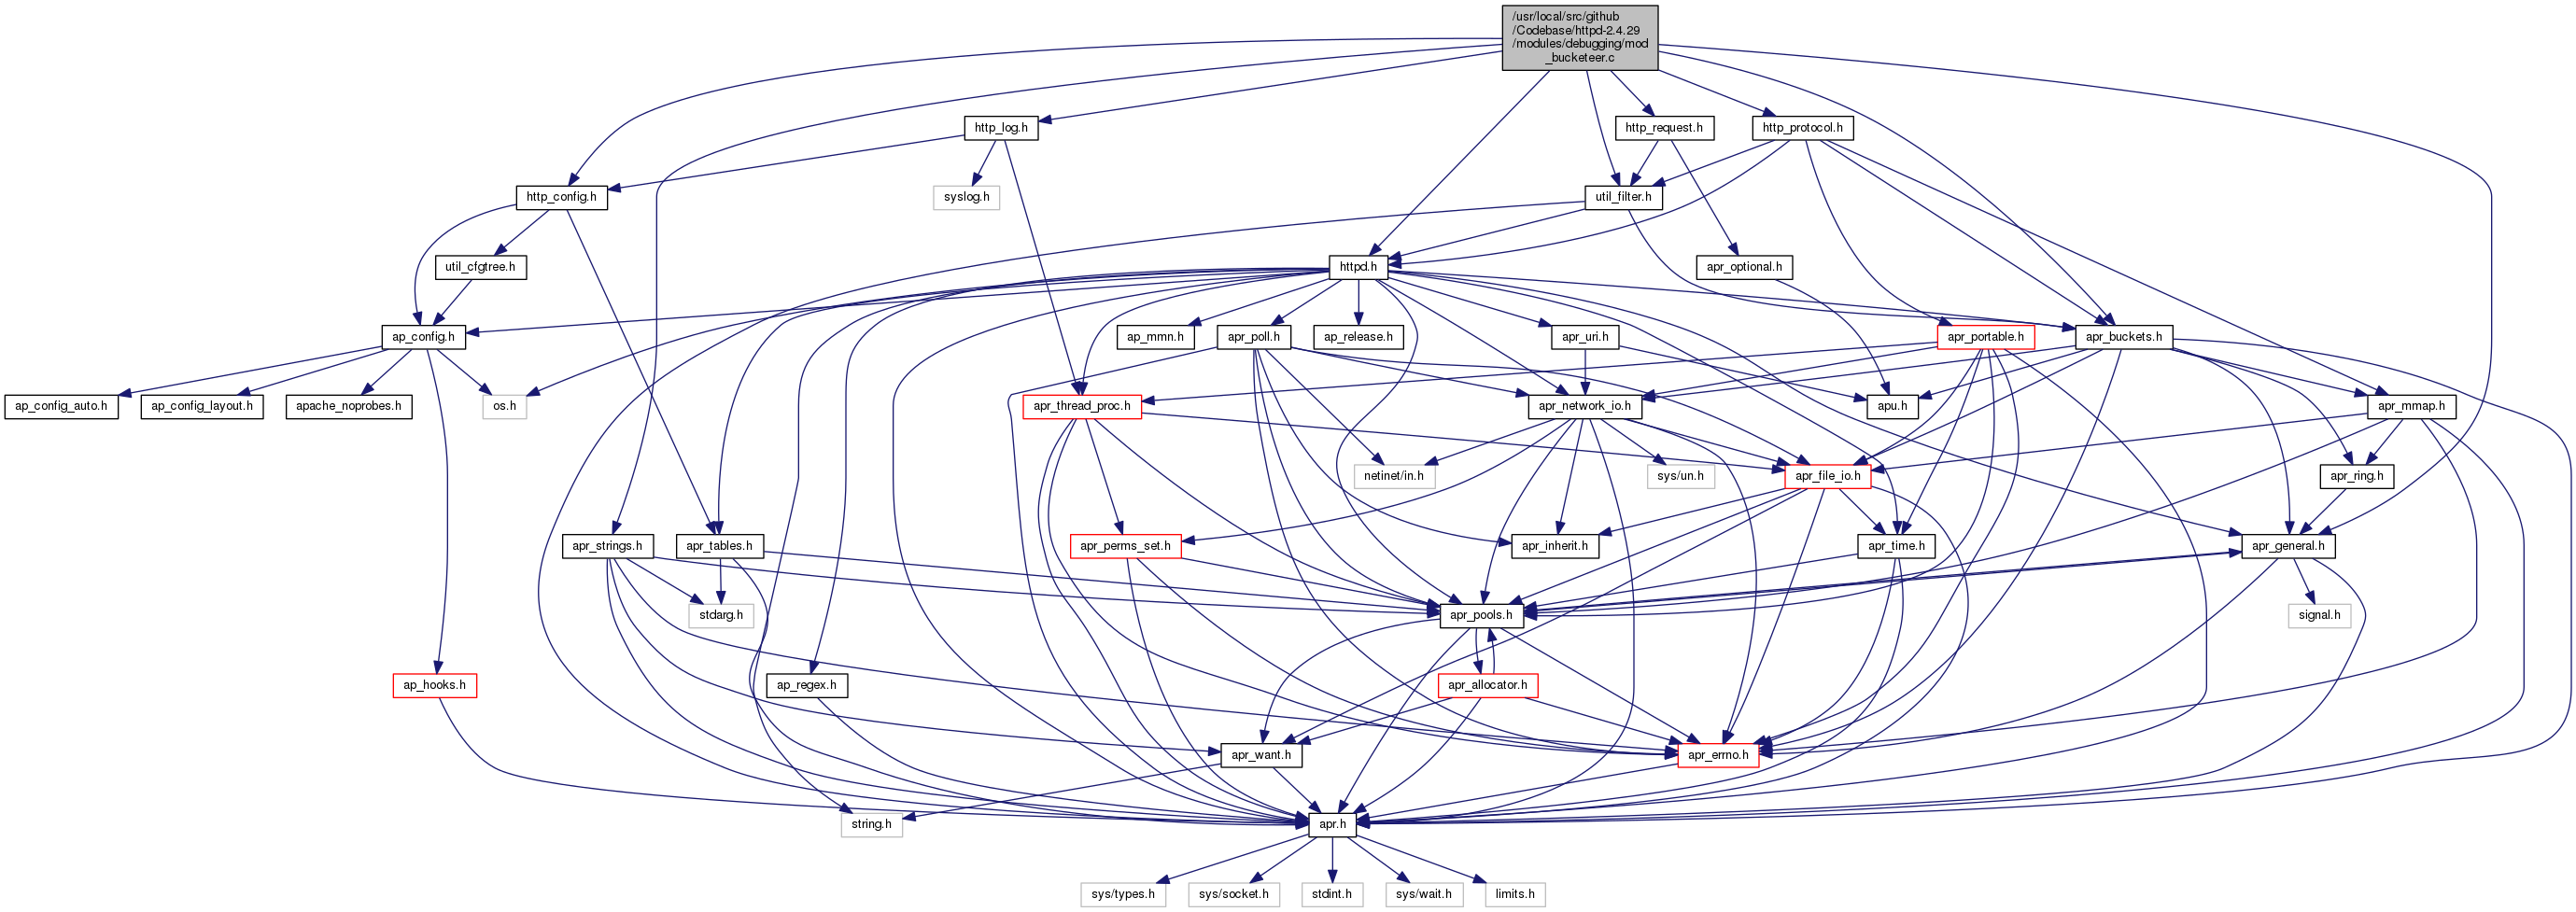 /usr/local/src/github
/Codebase/httpd-2.4.29
/modules/debugging/mod
_bucketeer.c
http_log.h
http_request.h
http_protocol.h
http_config.h
syslog.h
util_filter.h
util_cfgtree.h
httpd.h
apr_optional.h
ap_config.h
ap_mmn.h
apr_poll.h
ap_release.h
apr_uri.h
apr_portable.h
apr_buckets.h
ap_config_auto.h
ap_config_layout.h
apache_noprobes.h
os.h
apr_thread_proc.h
apr_network_io.h
apu.h
apr_mmap.h
netinet/in.h
sys/un.h
apr_file_io.h
apr_ring.h
apr_strings.h
apr_tables.h
apr_perms_set.h
apr_inherit.h
apr_time.h
apr_general.h
stdarg.h
apr_pools.h
signal.h
ap_hooks.h
ap_regex.h
apr_allocator.h
apr_want.h
apr_errno.h
string.h
apr.h
sys/types.h
sys/socket.h
stdint.h
sys/wait.h
limits.h